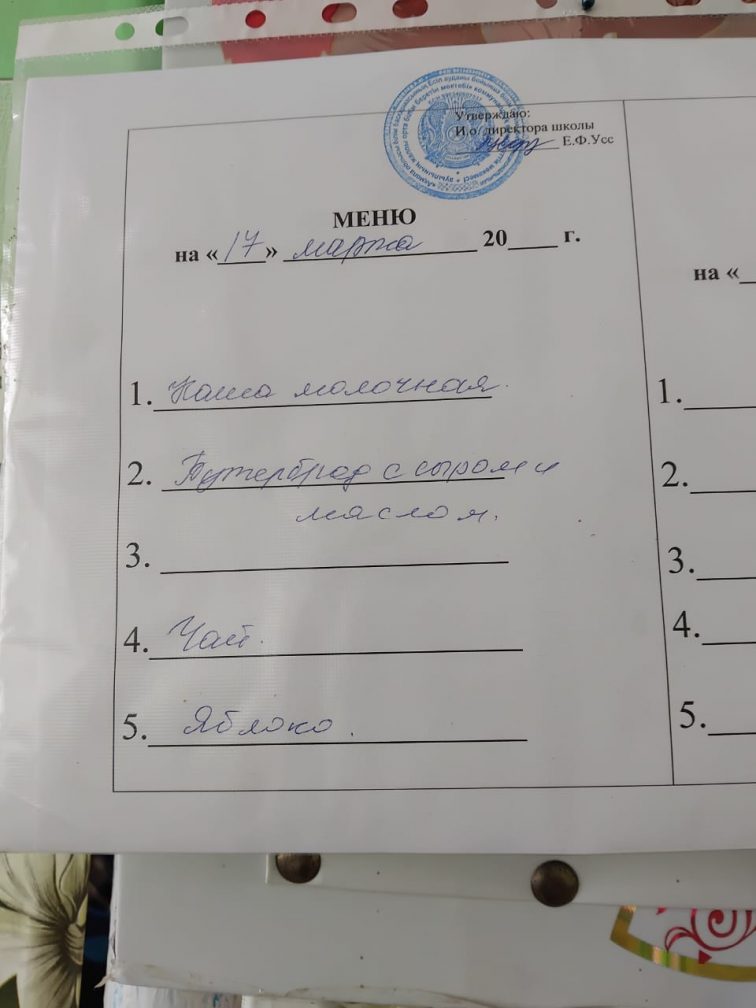 Утверждаю:
И.о. директора школы
Е.Ф.Усс
МЕНЮ
на «17» марта 20 г.
1. Каша молочная.
2. Бутерброд с сыром и
маслом.
3.
4. Чай.
5. Яблоко.
на «
1.
2.
3.
4.
5.